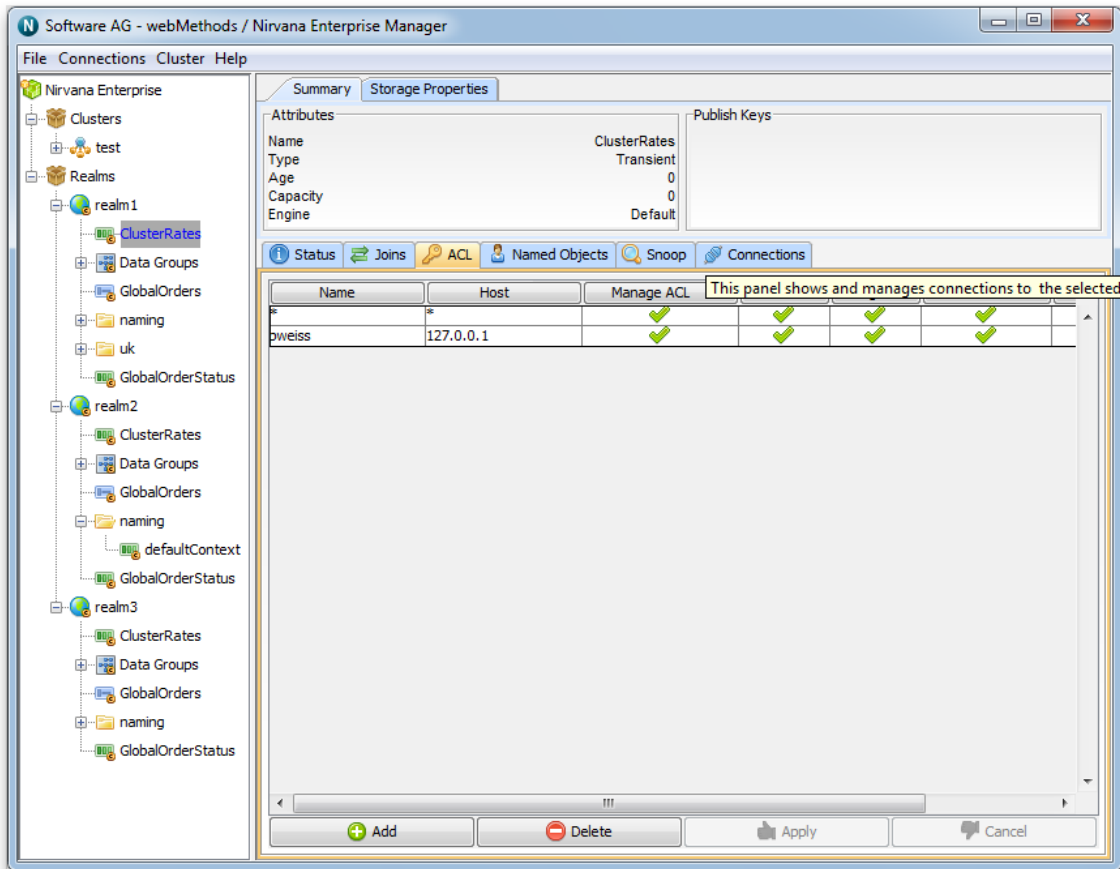 Software AG - webMethods / Nirvana Enterprise Manager
File Connections Cluster Help
Nirvana Enterprise
Clusters
test
Realms
realm1
ClusterRates
Data Groups
GlobalOrders
naming
uk
GlobalOrderStatus
realm2
ClusterRates
Data Groups
GlobalOrders
naming
defaultContext
GlobalOrderStatus
realm3
ClusterRates
Data Groups
GlobalOrders
naming
GlobalOrderStatus
Summary Storage Properties
Attributes
Name ClusterRates
Type Transient
Age 0
Capacity 0
Engine Default
Publish Keys
Status Joins ACL Named Objects Snoop Connections
This panel shows and manages connections to the selected
Name Host Manage ACL
* *
127.0.0.1
Add Delete Apply Cancel